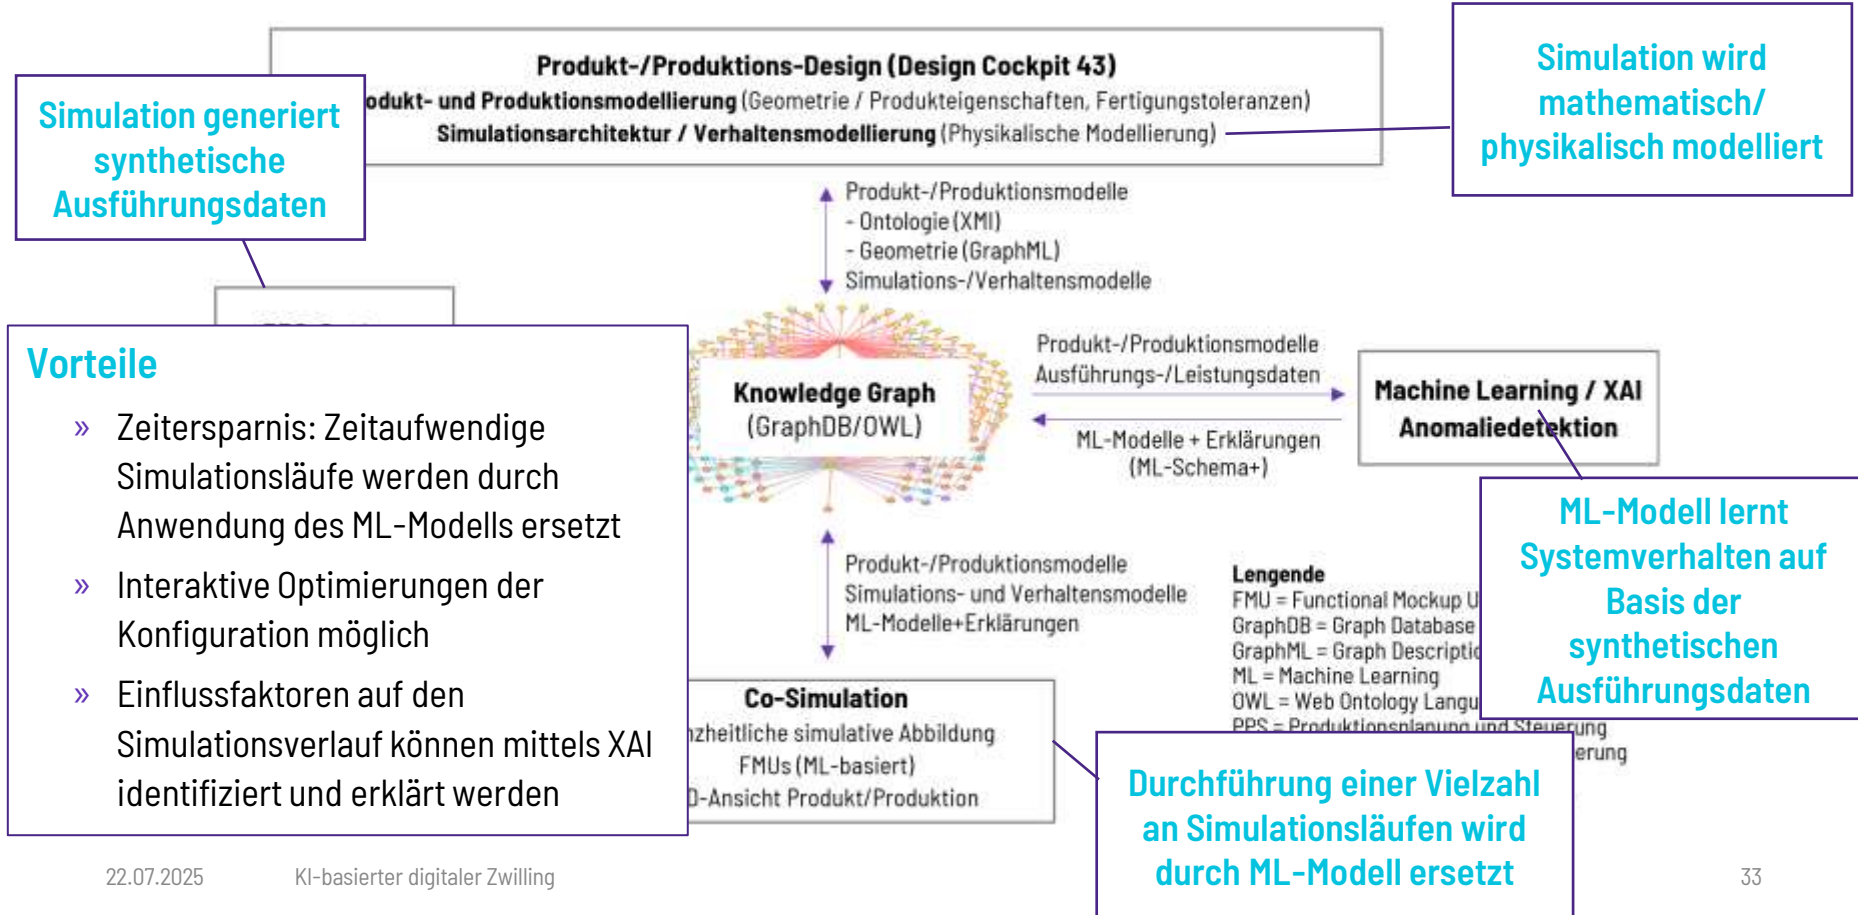 Produkt-/Produktions-Design (Design Cockpit 43)
odukt- und Produktionsmodellierung (Geometrie / Produkteigenschaften, Fertigungstoleranzen)
Simulationsarchitektur / Verhaltensmodellierung (Physikalische Modellierung)
Simulation wird
mathematisch/
physikalisch modelliert
Simulation generiert
synthetische
Ausführungsdaten
Produkt-/Produktionsmodelle
- Ontologie (XMI)
- Geometrie (GraphML)
Simulations-/Verhaltensmodelle
Vorteile
» Zeitersparnis: Zeitaufwendige
Simulationsläufe werden durch
Anwendung des ML-Modells ersetzt
» Interaktive Optimierungen der
Konfiguration möglich
» Einflussfaktoren auf den
Simulationsverlauf können mittels XAI
identifiziert und erklärt werden
Knowledge Graph
(GraphDB/OWL)
Produkt-/Produktionsmodelle
Ausführungs-/Leistungsdaten
ML-Modelle + Erklärungen
(ML-Schema+)
Machine Learning / XAI
Anomaliedetektion
ML-Modell lernt
Systemverhalten auf
Basis der
synthetischen
Ausführungsdaten
Produkt-/Produktionsmodelle
Simulations- und Verhaltensmodelle
ML-Modelle+Erklärungen
Lengende
FMU = Functional Mockup U
GraphDB = Graph Database
GraphML = Graph Descriptio
ML = Machine Learning
OWL = Web Ontology Langu
PPS = Produktionsplanung und Steuerung
erung
Co-Simulation
nzheitliche simulative Abbildung
FMUs (ML-basiert)
D-Ansicht Produkt/Produktion
Durchführung einer Vielzahl
an Simulationsläufen wird
durch ML-Modell ersetzt
22.07.2025
KI-basierter digitaler Zwilling
33